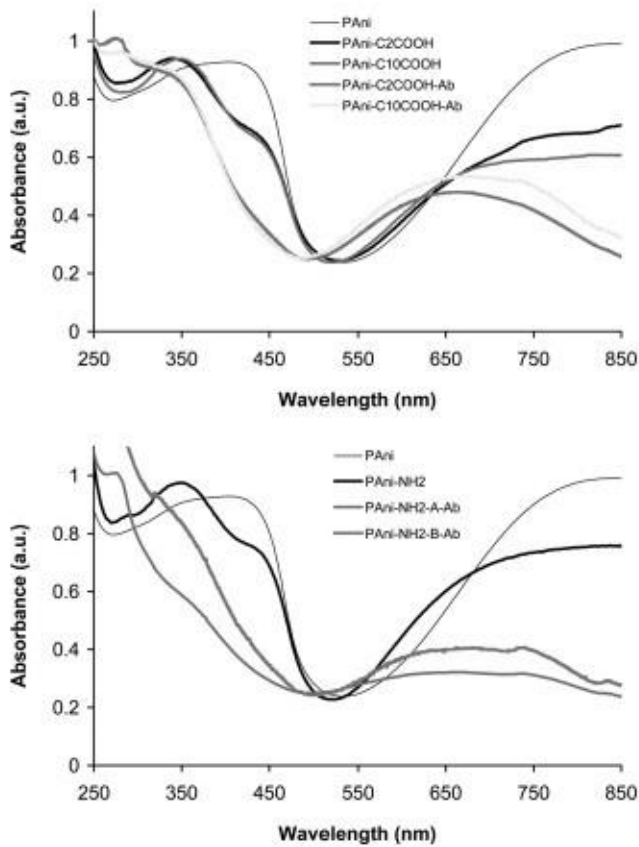 PAni
PAni-C2COOH
PAni-C10COOH
PAni-C2COOH-Ab
PAni-C10COOH-Ab
1
0.8
0.6
0.4
0.2
0
Absorbance (a.u.)
250 350 450 550 650 750 850
Wavelength (nm)
PAni
PAni-NH2
PAni-NH2-A-Ab
PAni-NH2-B-Ab
1
0.8
0.6
0.4
0.2
0
Absorbance (a.u.)
250 350 450 550 650 750 850
Wavelength (nm)